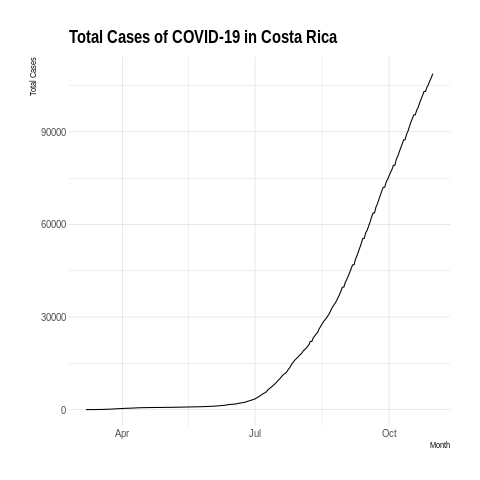 Total Cases of COVID-19 in Costa Rica
Total Cases
90000
60000
30000
0
Apr Jul Oct
Month